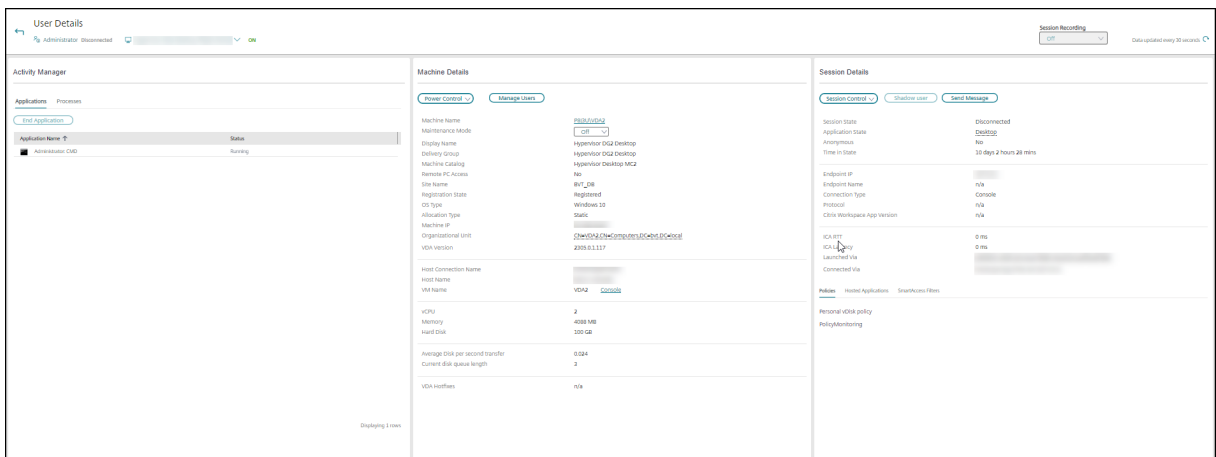 User Details
Administrator Disconnected ON
Session Recording
Off
Data updated every 30 seconds
Activity Manager
Applications Processes
End Application
Application Name Status
Administrator: CMD Running
Displaying 2 rows
Machine Details
Power Control Manage Users
Machine Name
Maintenance Mode Off
Display Name Hypervisor DG2 Desktop
Delivery Group Hypervisor DG2 Desktop
Machine Catalog Hypervisor Desktop MC2
Remote PC Access No
Site Name BVT_DB
Registration State Registered
OS Type Windows 10
Allocation Type Static
Machine IP
Organizational Unit CN=VDA2,CN=Computers,DC=bvt,DC=local
VDA Version 2305.0.1.117
Host Connection Name
Host Name
VM Name VDA2 Console
vCPU 2
Memory 4088 MB
Hard Disk 100 GB
Average Disk per second transfer 0.024
Current disk queue length 2
VDA Hotfixes n/a
Session Details
Session Control Shadow user Send Message
Session State Disconnected
Application State Desktop
Anonymous No
Time in State 10 days 2 hours 28 mins
Endpoint IP
Endpoint Name n/a
Connection Type Console
Protocol n/a
Citrix Workspace App Version n/a
ICA RTT 0 ms
ICA Latency 0 ms
Launched Via
Connected Via
Policies Hosted Applications SmartAccess Filters
Personal vDisk policy
PolicyMonitoring